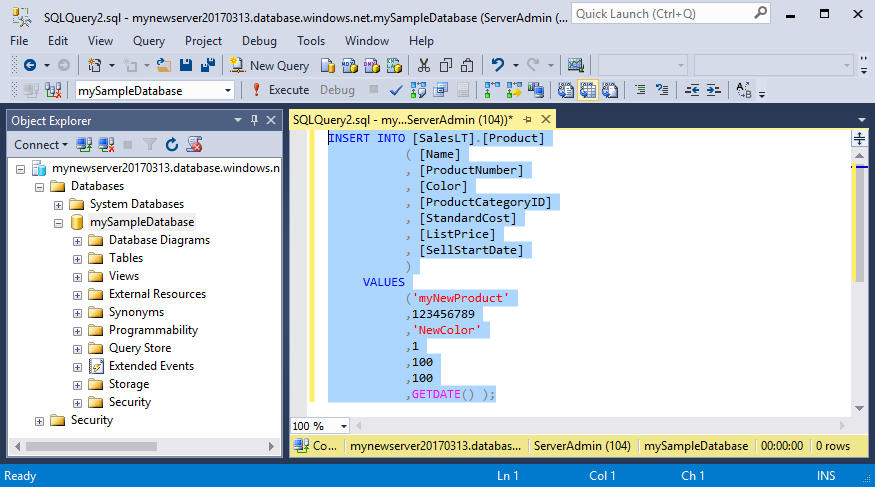 SQLQuery2.sql - mynewserver20170313.database.windows.net.mySampleDatabase (ServerAdmin (...
Quick Launch (Ctrl+Q)
File Edit View Query Project Debug Tools Window Help
New Query
MDX DMX XMLA DAX
mySampleDatabase
Execute Debug
Object Explorer
SQLQuery2.sql - my...ServerAdmin (104))*
Connect
mynewserver20170313.database.windows.n
Databases
System Databases
mySampleDatabase
Database Diagrams
Tables
Views
External Resources
Synonyms
Programmability
Query Store
Extended Events
Storage
Security
Security
INSERT INTO [SalesLT].[Product]
( [Name]
, [ProductNumber]
, [Color]
, [ProductCategoryID]
, [StandardCost]
, [ListPrice]
, [SellStartDate]
)
VALUES
('myNewProduct'
,123456789
,'NewColor'
,1
,100
,100
,GETDATE() );
100 %
Co... mynewserver20170313.databas... ServerAdmin (104) mySampleDatabase 00:00:00 0 rows
Ready Ln 1 Col 1 Ch 1 INS